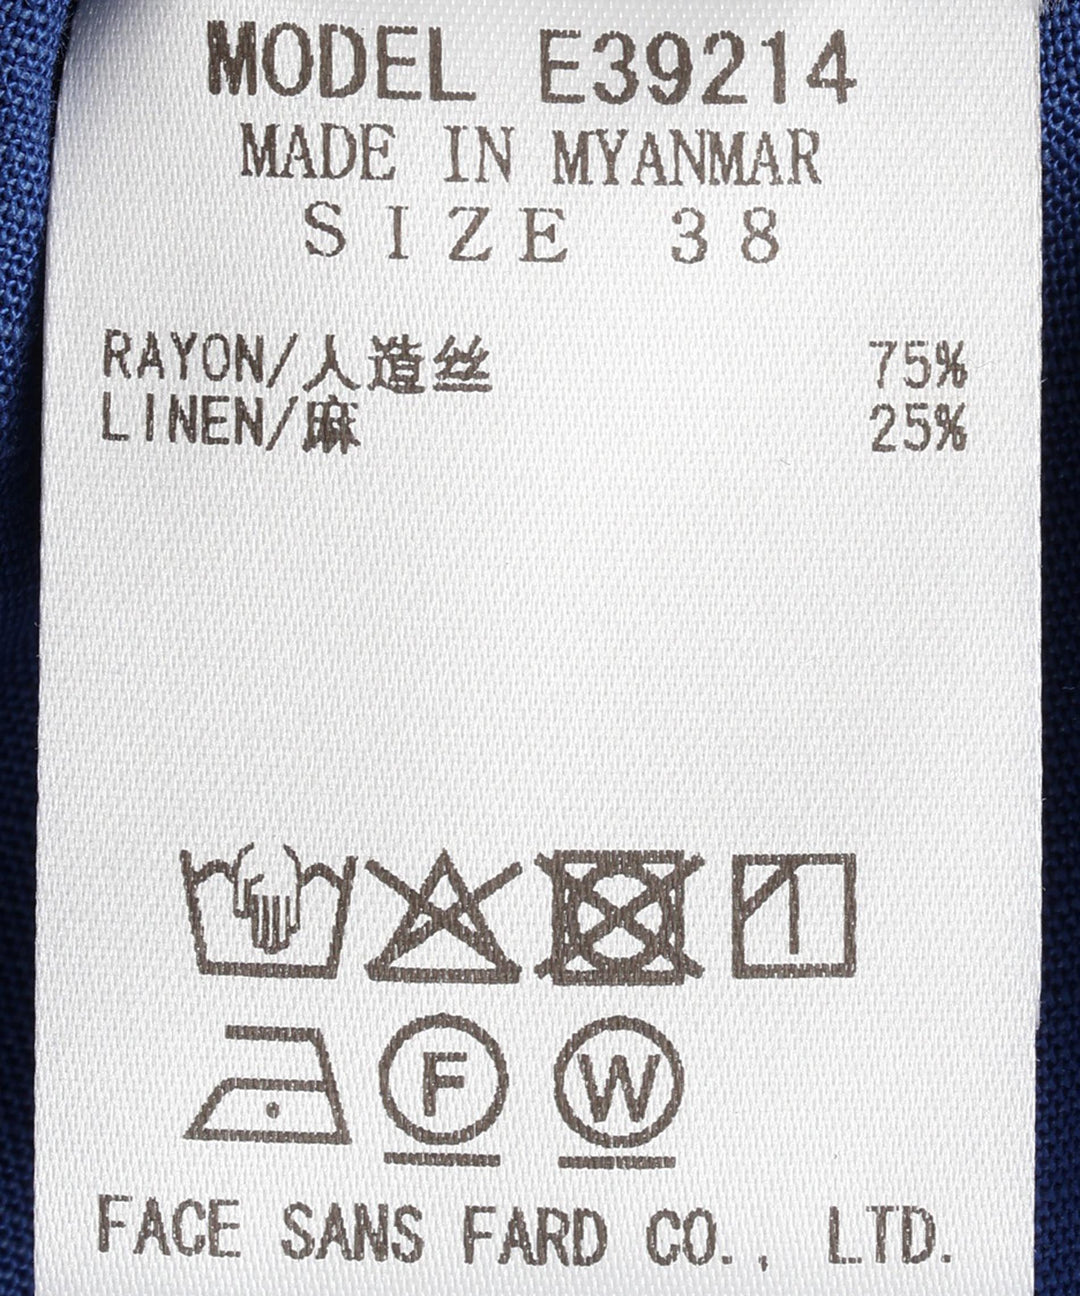 MODEL E39214
MADE IN MYANMAR
SIZE 38
RAYON/人造丝 75%
LINEN/麻 25%
F W
FACE SANS FARD CO., LTD.